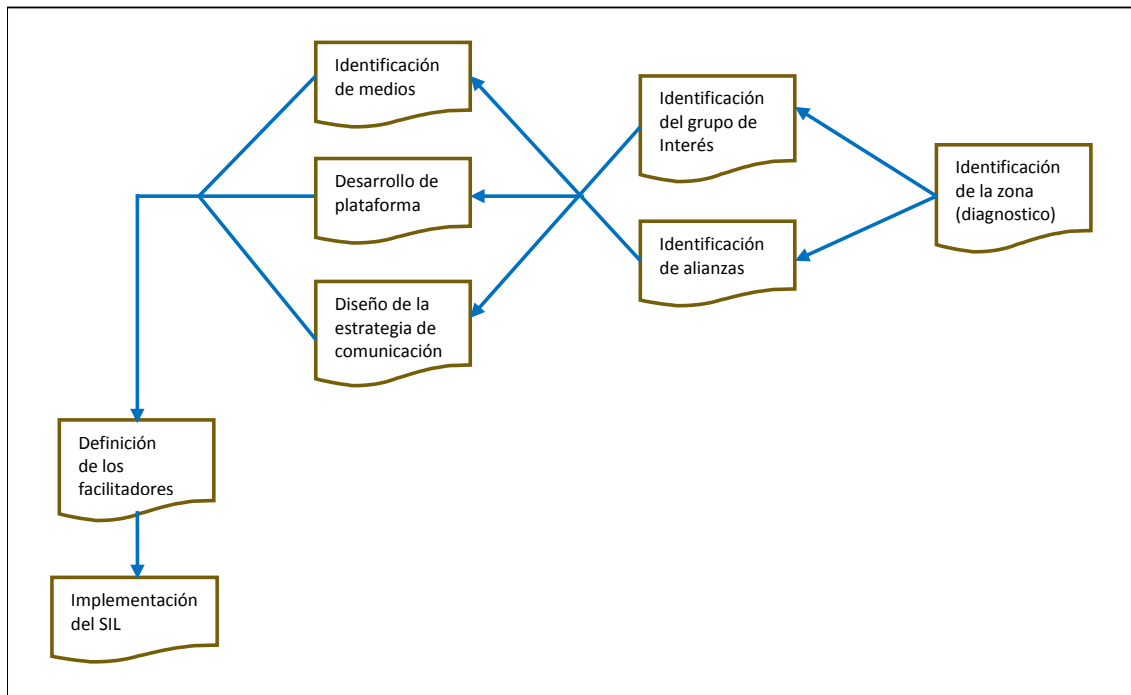 Identificación
de medios
Desarrollo de
plataforma
Diseño de la
estrategia de
comunicación
Identificación
del grupo de
Interés
Identificación
de alianzas
Identificación
de la zona
(diagnostico)
Definición
de los
facilitadores
Implementación
del SIL